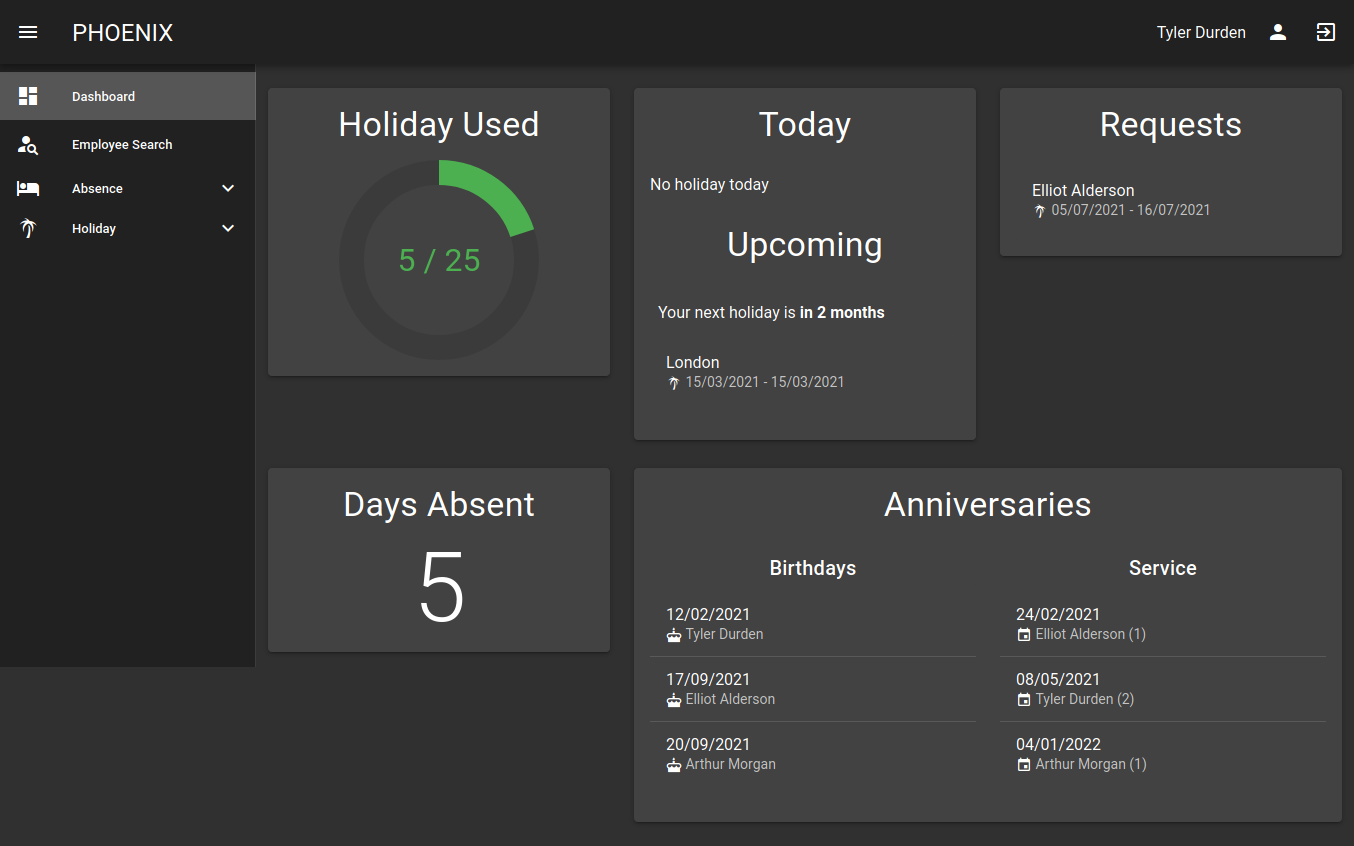 PHOENIX
Tyler Durden
Dashboard
Employee Search
Absence
Holiday
Holiday Used
5 / 25
Today
No holiday today
Upcoming
Your next holiday is in 2 months
London
15/03/2021 - 15/03/2021
Requests
Elliot Alderson
05/07/2021 - 16/07/2021
Days Absent
5
Anniversaries
Birthdays
12/02/2021
Tyler Durden
17/09/2021
Elliot Alderson
20/09/2021
Arthur Morgan
Service
24/02/2021
Elliot Alderson (1)
08/05/2021
Tyler Durden (2)
04/01/2022
Arthur Morgan (1)